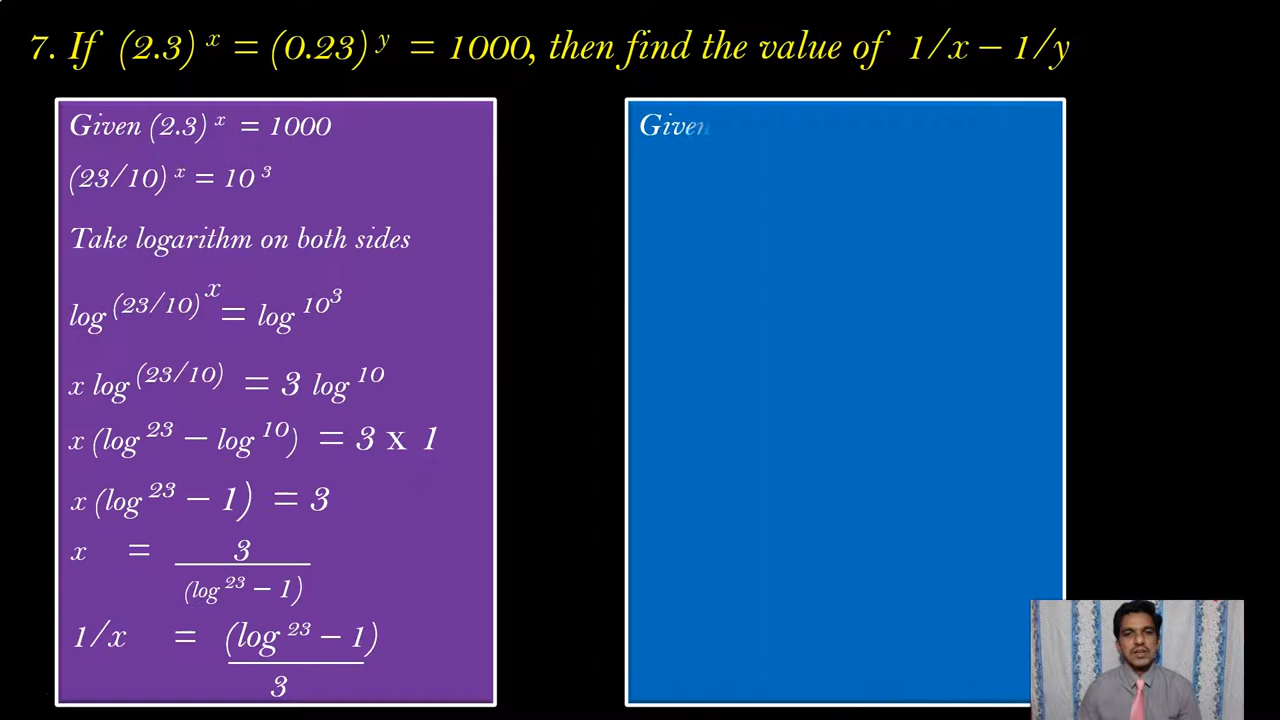 7. If (2.3) ˣ = (0.23) ʸ = 1000, then find the value of 1/x – 1/y
Given (2.3) ˣ = 1000
(23/10) ˣ = 10 ³
Take logarithm on both sides
log (23/10) ˣ = log 10³
x log (23/10) = 3 log 10
x (log 23 – log 10) = 3 x 1
x (log 23 – 1) = 3
x = 3
(log 23 – 1)
1/x = (log 23 – 1)
3
Given